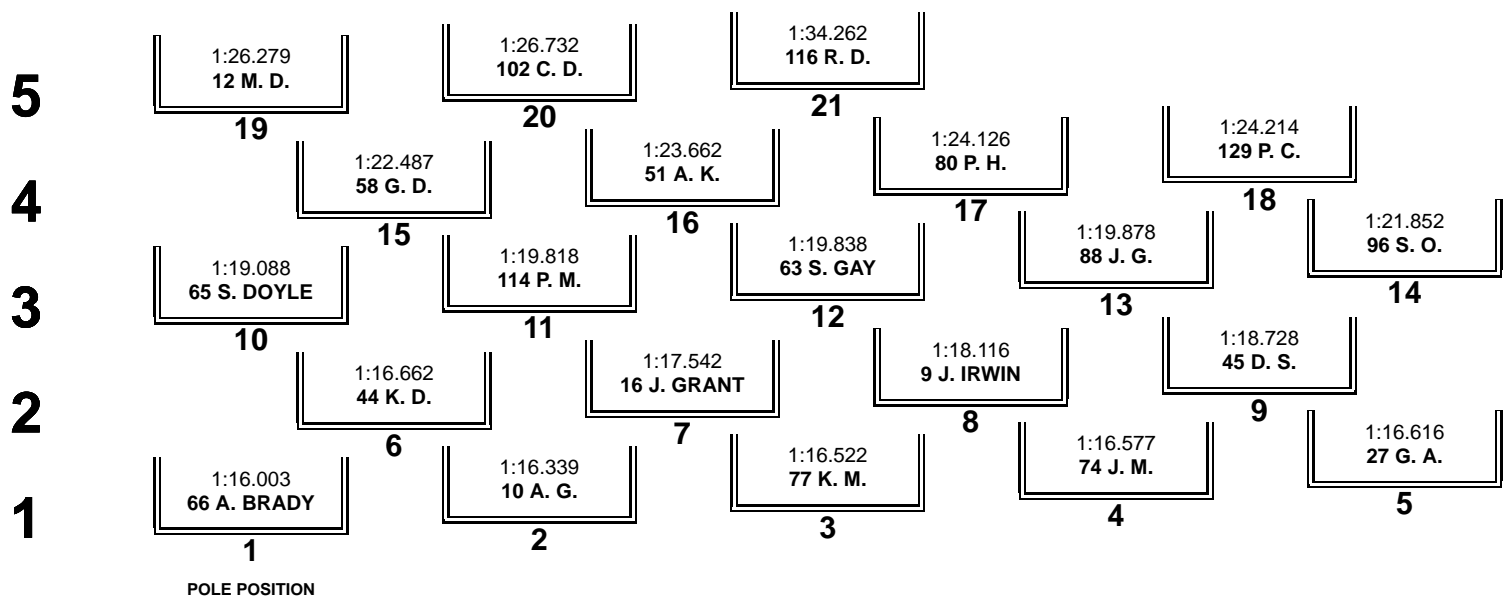 5
1:26.279
12 M. D.
19
1:26.732
102 C. D.
20
1:34.262
116 R. D.
21
4
1:22.487
58 G. D.
15
1:23.662
51 A. K.
16
1:24.126
80 P. H.
17
1:24.214
129 P. C.
18
3
1:19.088
65 S. DOYLE
10
1:19.818
114 P. M.
11
1:19.838
63 S. GAY
12
1:19.878
88 J. G.
13
1:21.852
96 S. O.
14
2
1:16.662
44 K. D.
6
1:17.542
16 J. GRANT
7
1:18.116
9 J. IRWIN
8
1:18.728
45 D. S.
9
1
1:16.003
66 A. BRADY
1
1:16.339
10 A. G.
2
1:16.522
77 K. M.
3
1:16.577
74 J. M.
4
1:16.616
27 G. A.
5
POLE POSITION